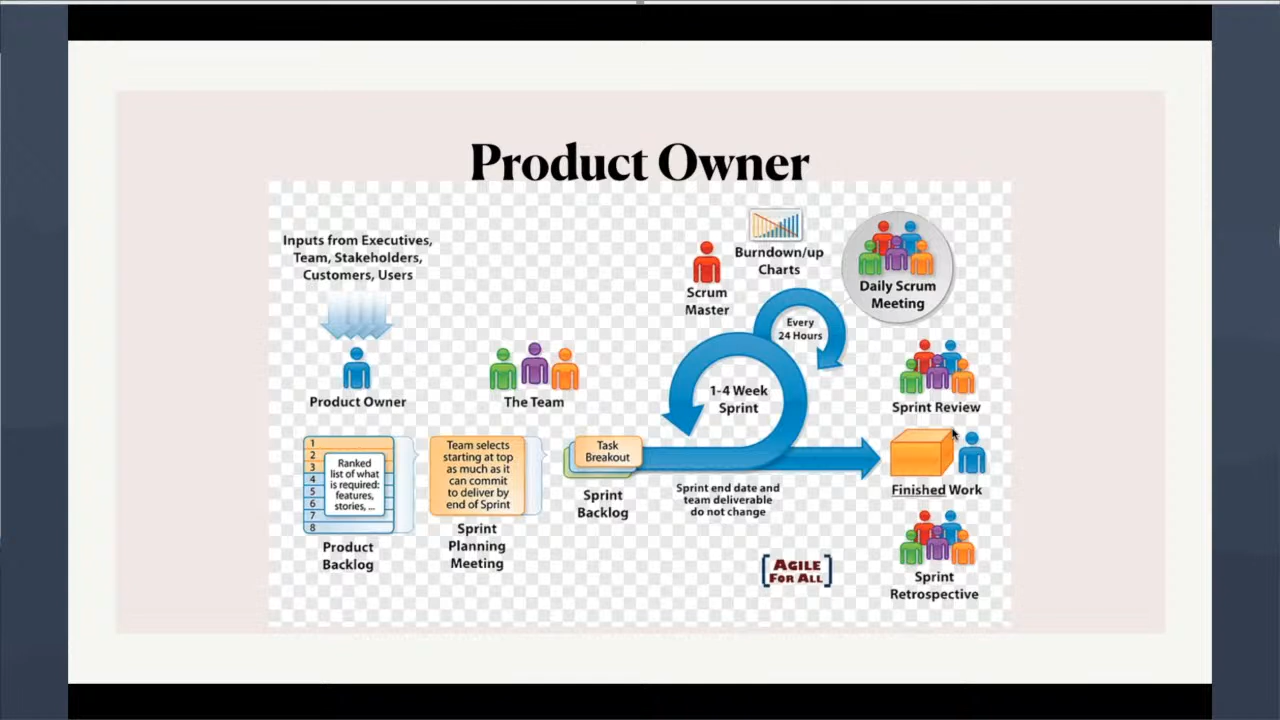 Product Owner
Inputs from Executives,
Team, Stakeholders,
Customers, Users
Product Owner
The Team
Scrum
Master
Burndown/up
Charts
Daily Scrum
Meeting
Every
24 Hours
1-4 Week
Sprint
Sprint Review
1
2
3
4
5
6
7
8
Ranked
list of what
is required:
features,
stories, ...
Product
Backlog
Team selects
starting at top
as much as it
can commit
to deliver by
end of Sprint
Sprint
Planning
Meeting
Task
Breakout
Sprint
Backlog
Sprint end date and
team deliverable
do not change
Finished Work
AGILE
FOR ALL
Sprint
Retrospective